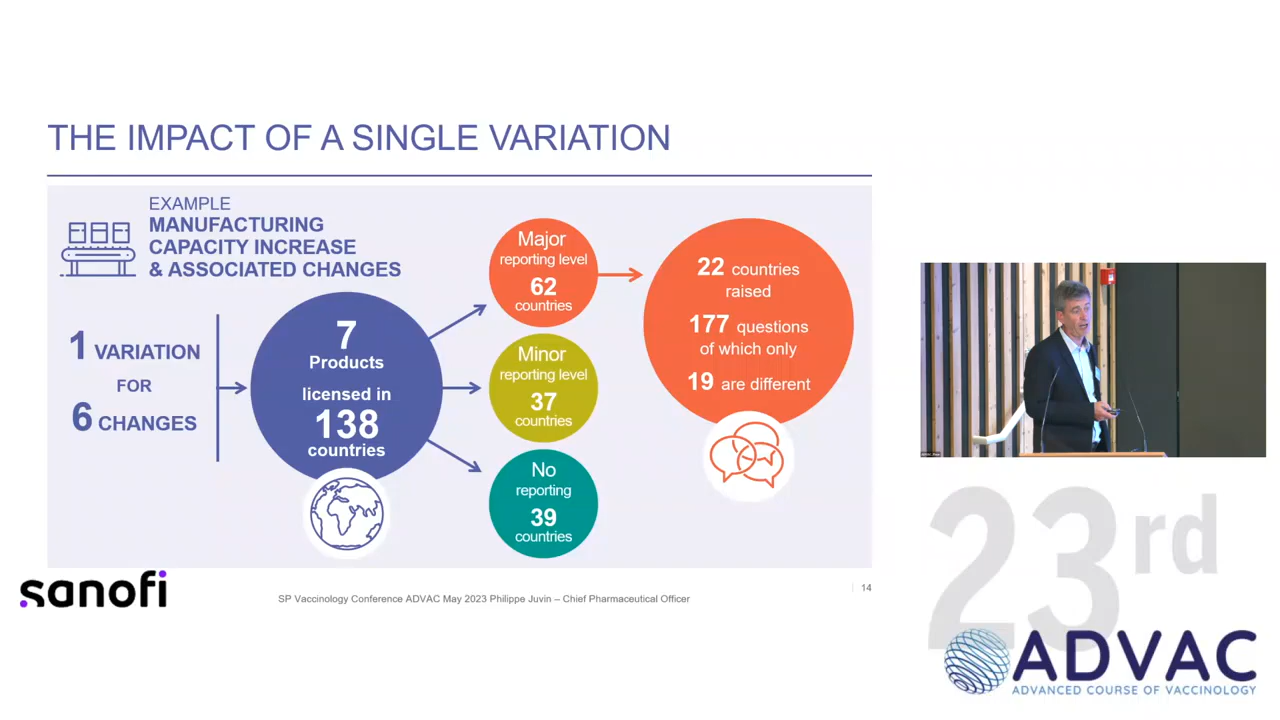 THE IMPACT OF A SINGLE VARIATION
EXAMPLE
MANUFACTURING
CAPACITY INCREASE
& ASSOCIATED CHANGES
1 VARIATION
FOR
6 CHANGES
7
Products
licensed in
138
countries
Major
reporting level
62
countries
Minor
reporting level
37
countries
No
reporting
39
countries
22 countries
raised
177 questions
of which only
19 are different
sanofi
SP Vaccinology Conference ADVAC May 2023 Philippe Juvin – Chief Pharmaceutical Officer
14
23rd
ADVAC
ADVANCED COURSE OF VACCINOLOGY